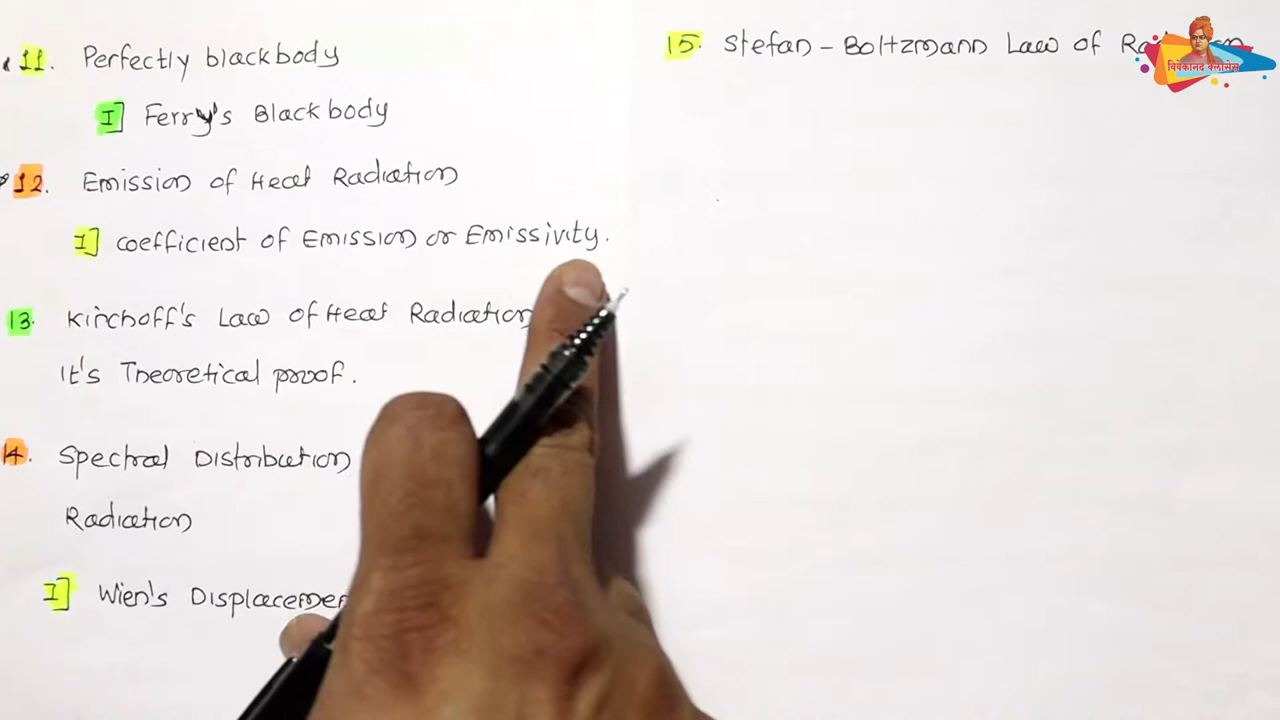 11. Perfectly blackbody
I] Ferry's Blackbody
12. Emission of Heat Radiation
I] coefficient of Emission or Emissivity.
13. Kirchoff's Law of Heat Radiation
It's Theoretical proof.
14. Spectral Distribution
Radiation
I] Wien's
15. Stefan - Boltzmann Law of
विवेकानंद क्लासेस